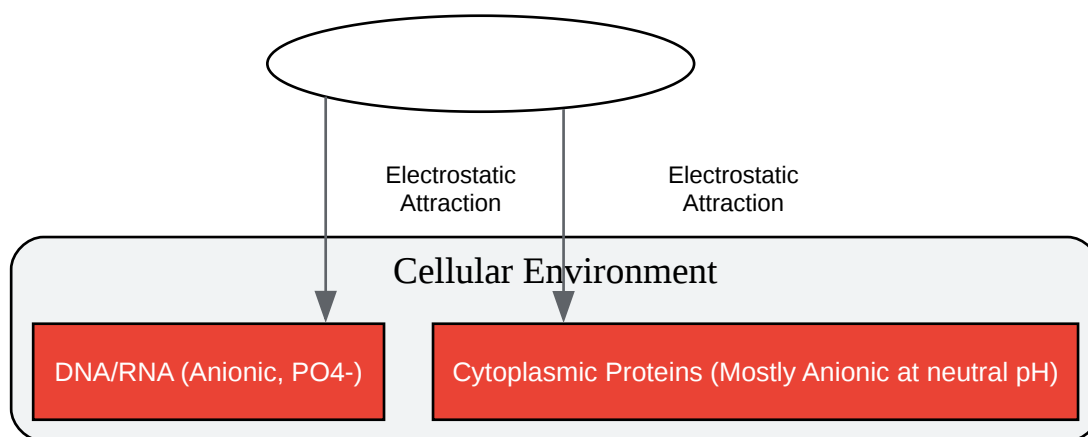 Electrostatic
Attraction
Electrostatic
Attraction
Cellular Environment
DNA/RNA (Anionic, PO4-)
Cytoplasmic Proteins (Mostly Anionic at neutral pH)